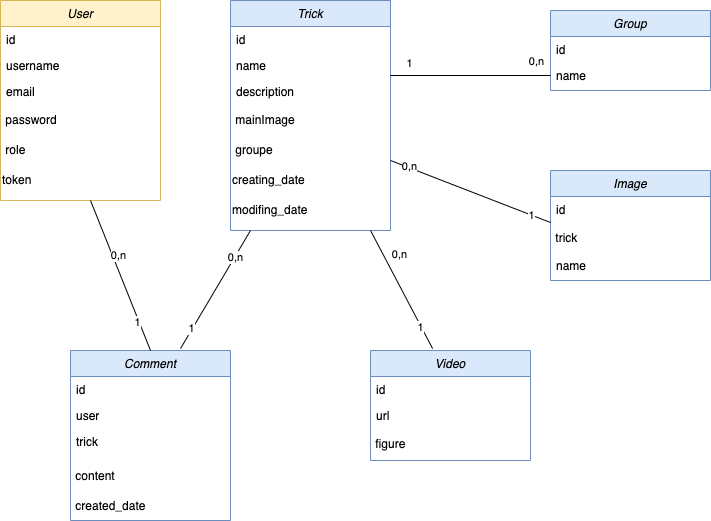 User
id
username
email
password
role
token
Trick
id
name
description
mainImage
groupe
creating_date
modifing_date
1
0,n
Group
id
name
0,n
1
Image
id
trick
name
0,n
1
0,n
1
0,n
1
Comment
id
user
trick
content
created_date
Video
id
url
figure